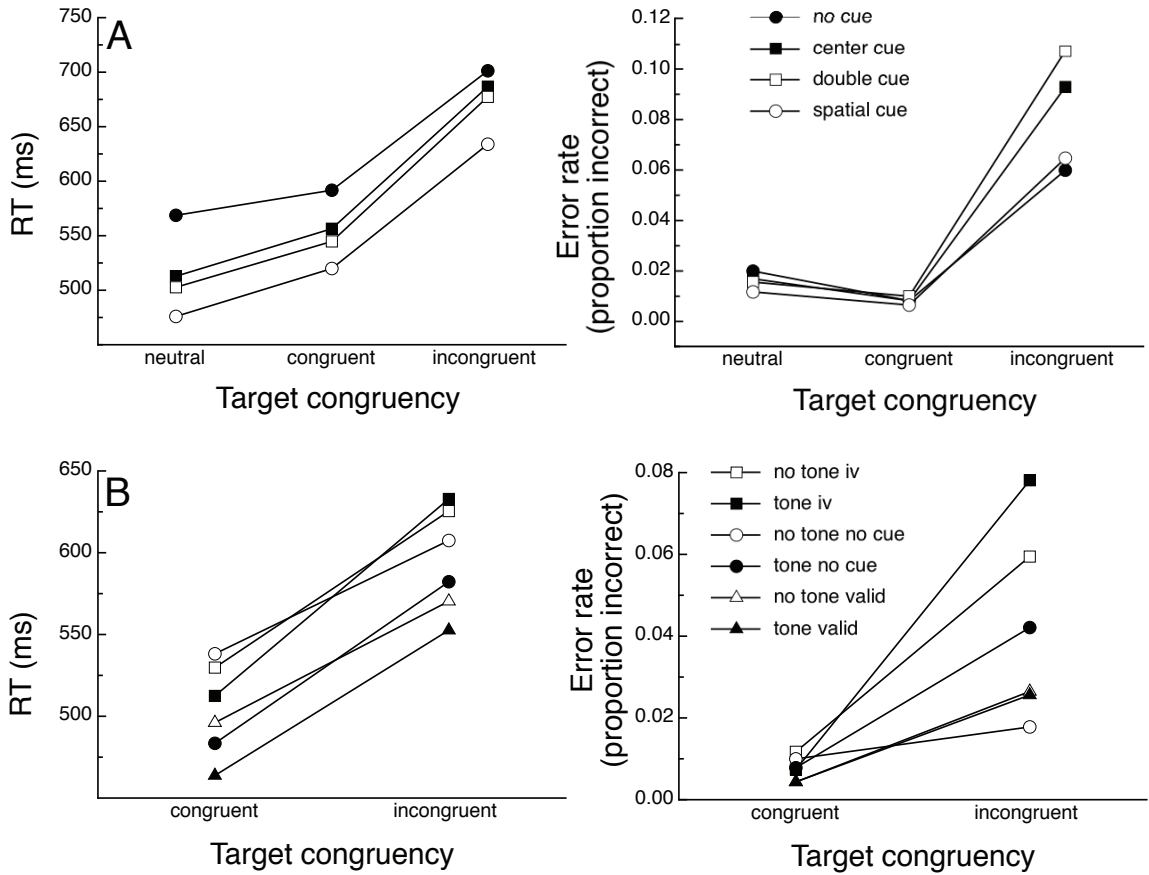 A
750
700
650
600
550
500
RT (ms)
neutral congruent incongruent
Target congruency
no cue
center cue
double cue
spatial cue
0.12
0.10
0.08
0.06
0.04
0.02
0.00
Error rate
(proportion incorrect)
neutral congruent incongruent
Target congruency
B
650
600
550
500
RT (ms)
congruent incongruent
Target congruency
no tone iv
tone iv
no tone no cue
tone no cue
no tone valid
tone valid
0.08
0.06
0.04
0.02
0.00
Error rate
(proportion incorrect)
congruent incongruent
Target congruency